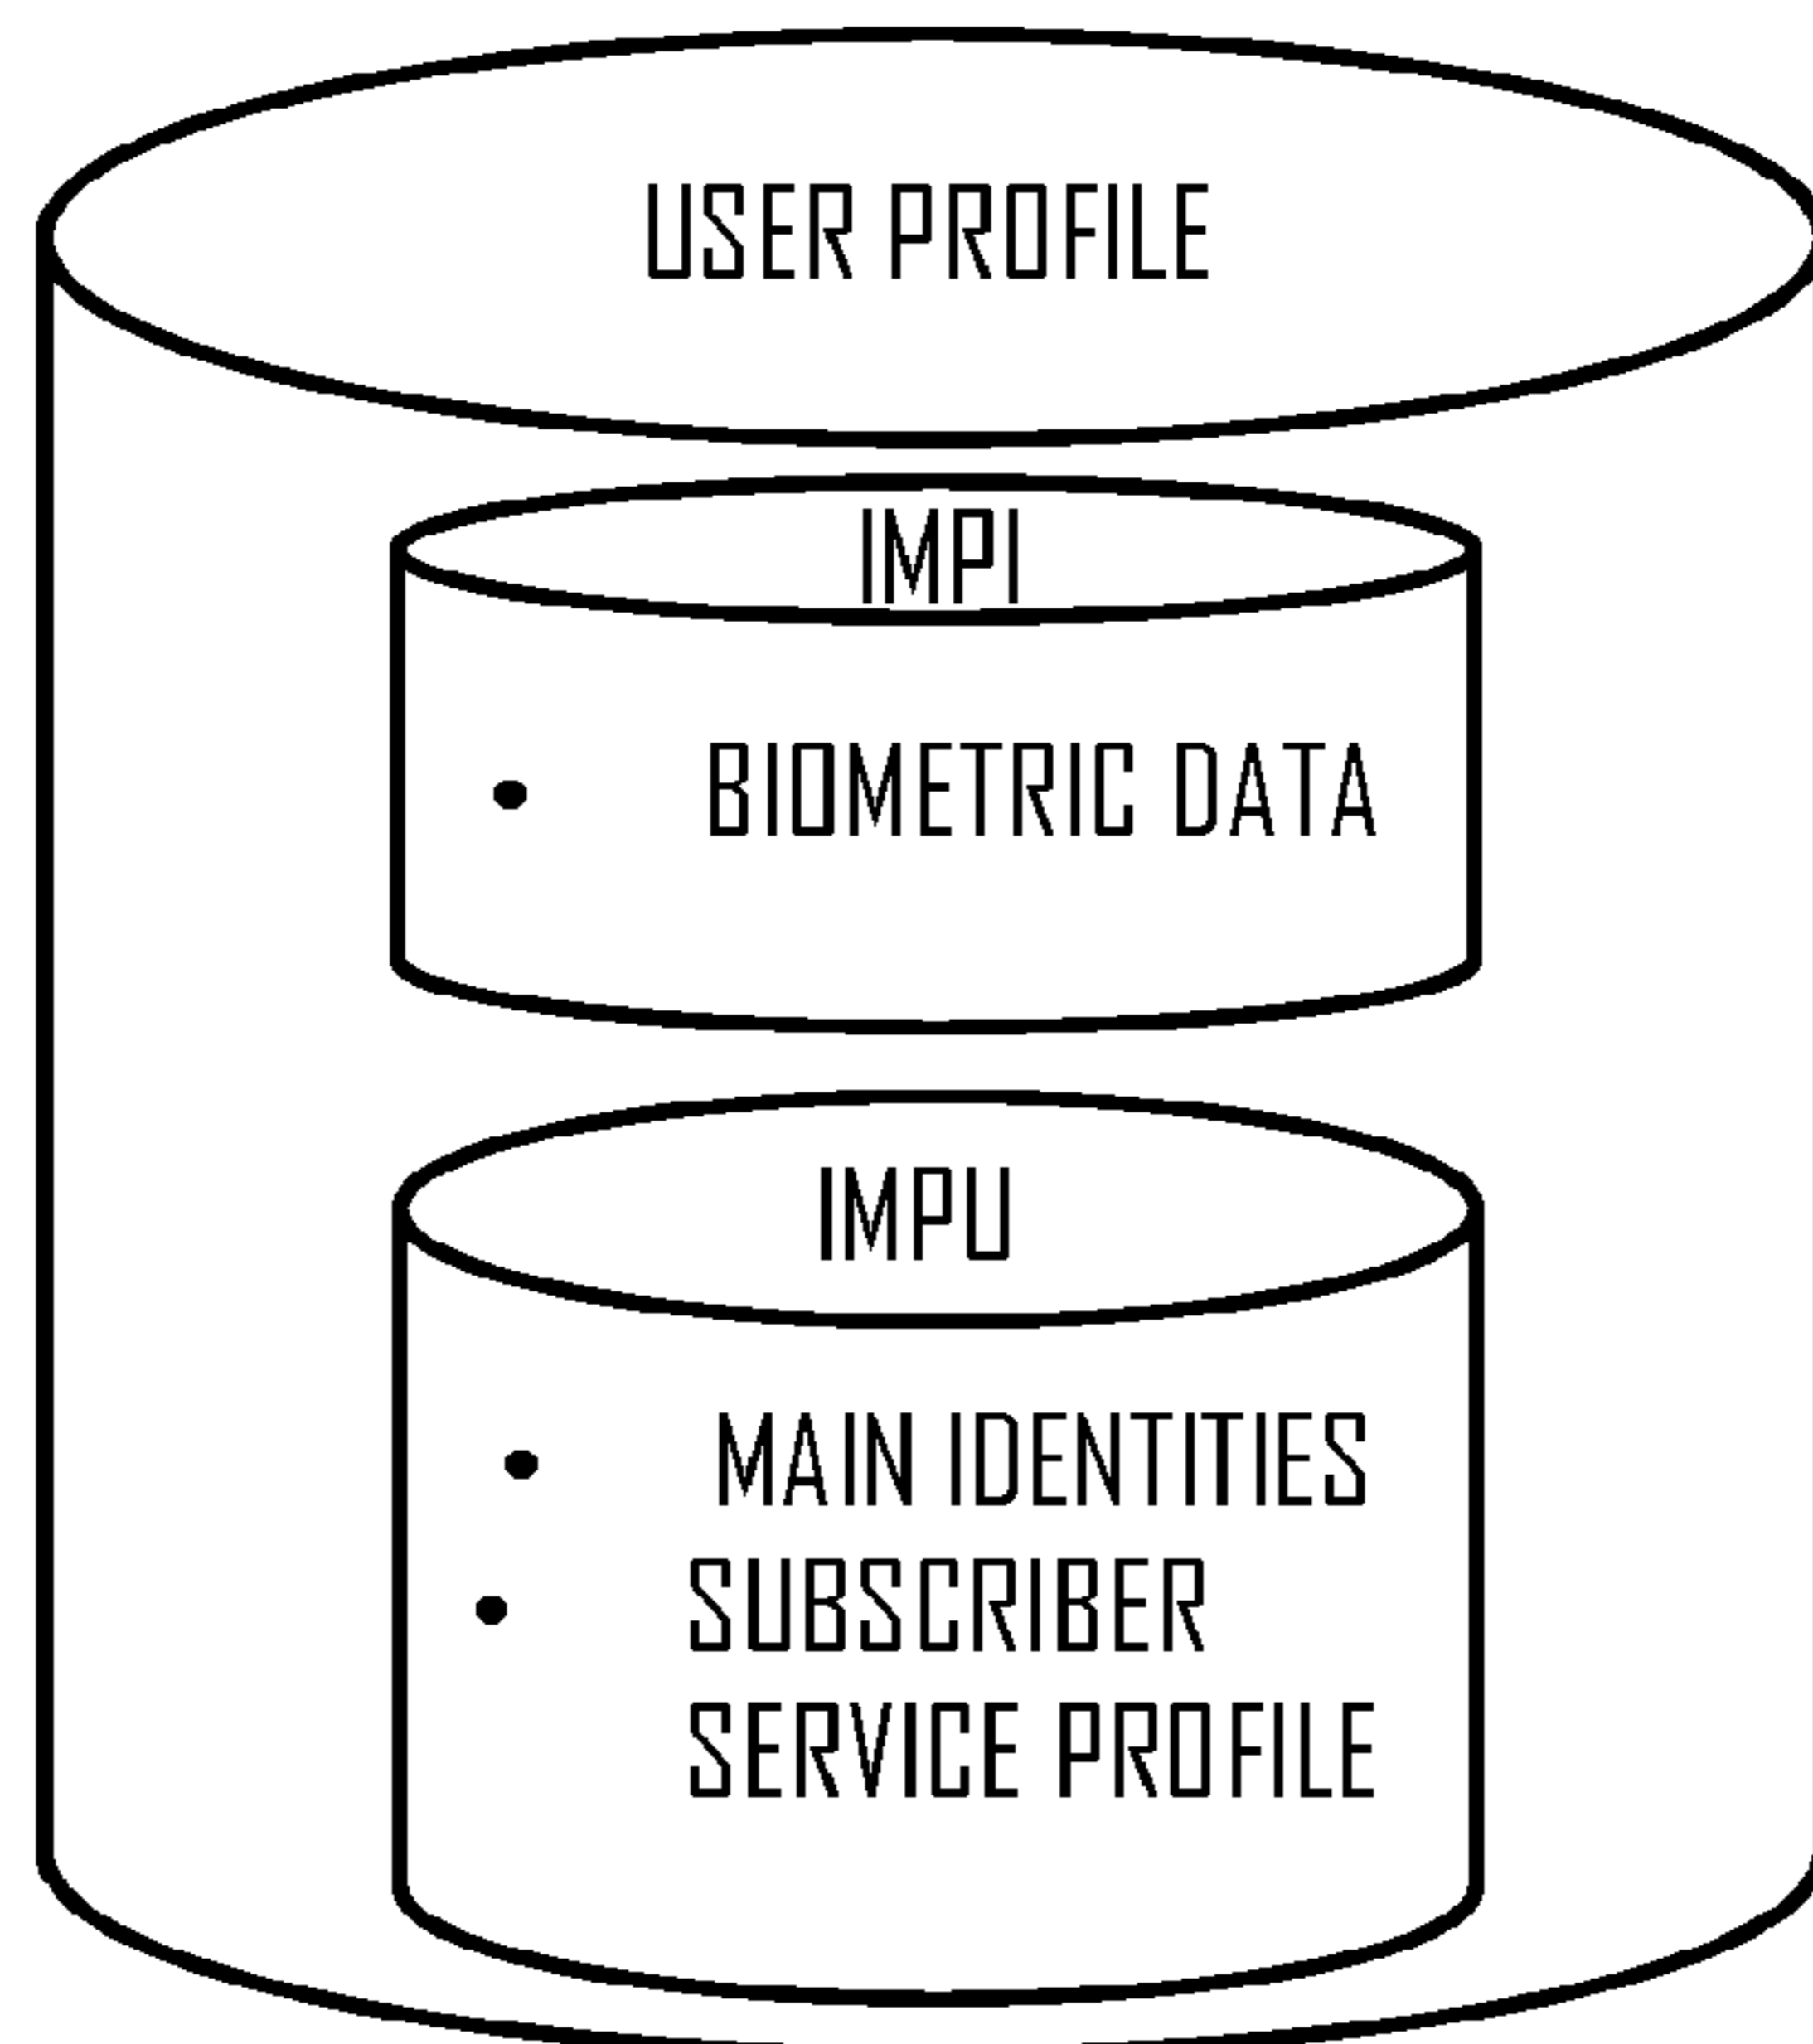 USER PROFILE
IMPI
• BIOMETRIC DATA
IMPU
• MAIN IDENTITIES
• SUBSCRIBER
SERVICE PROFILE